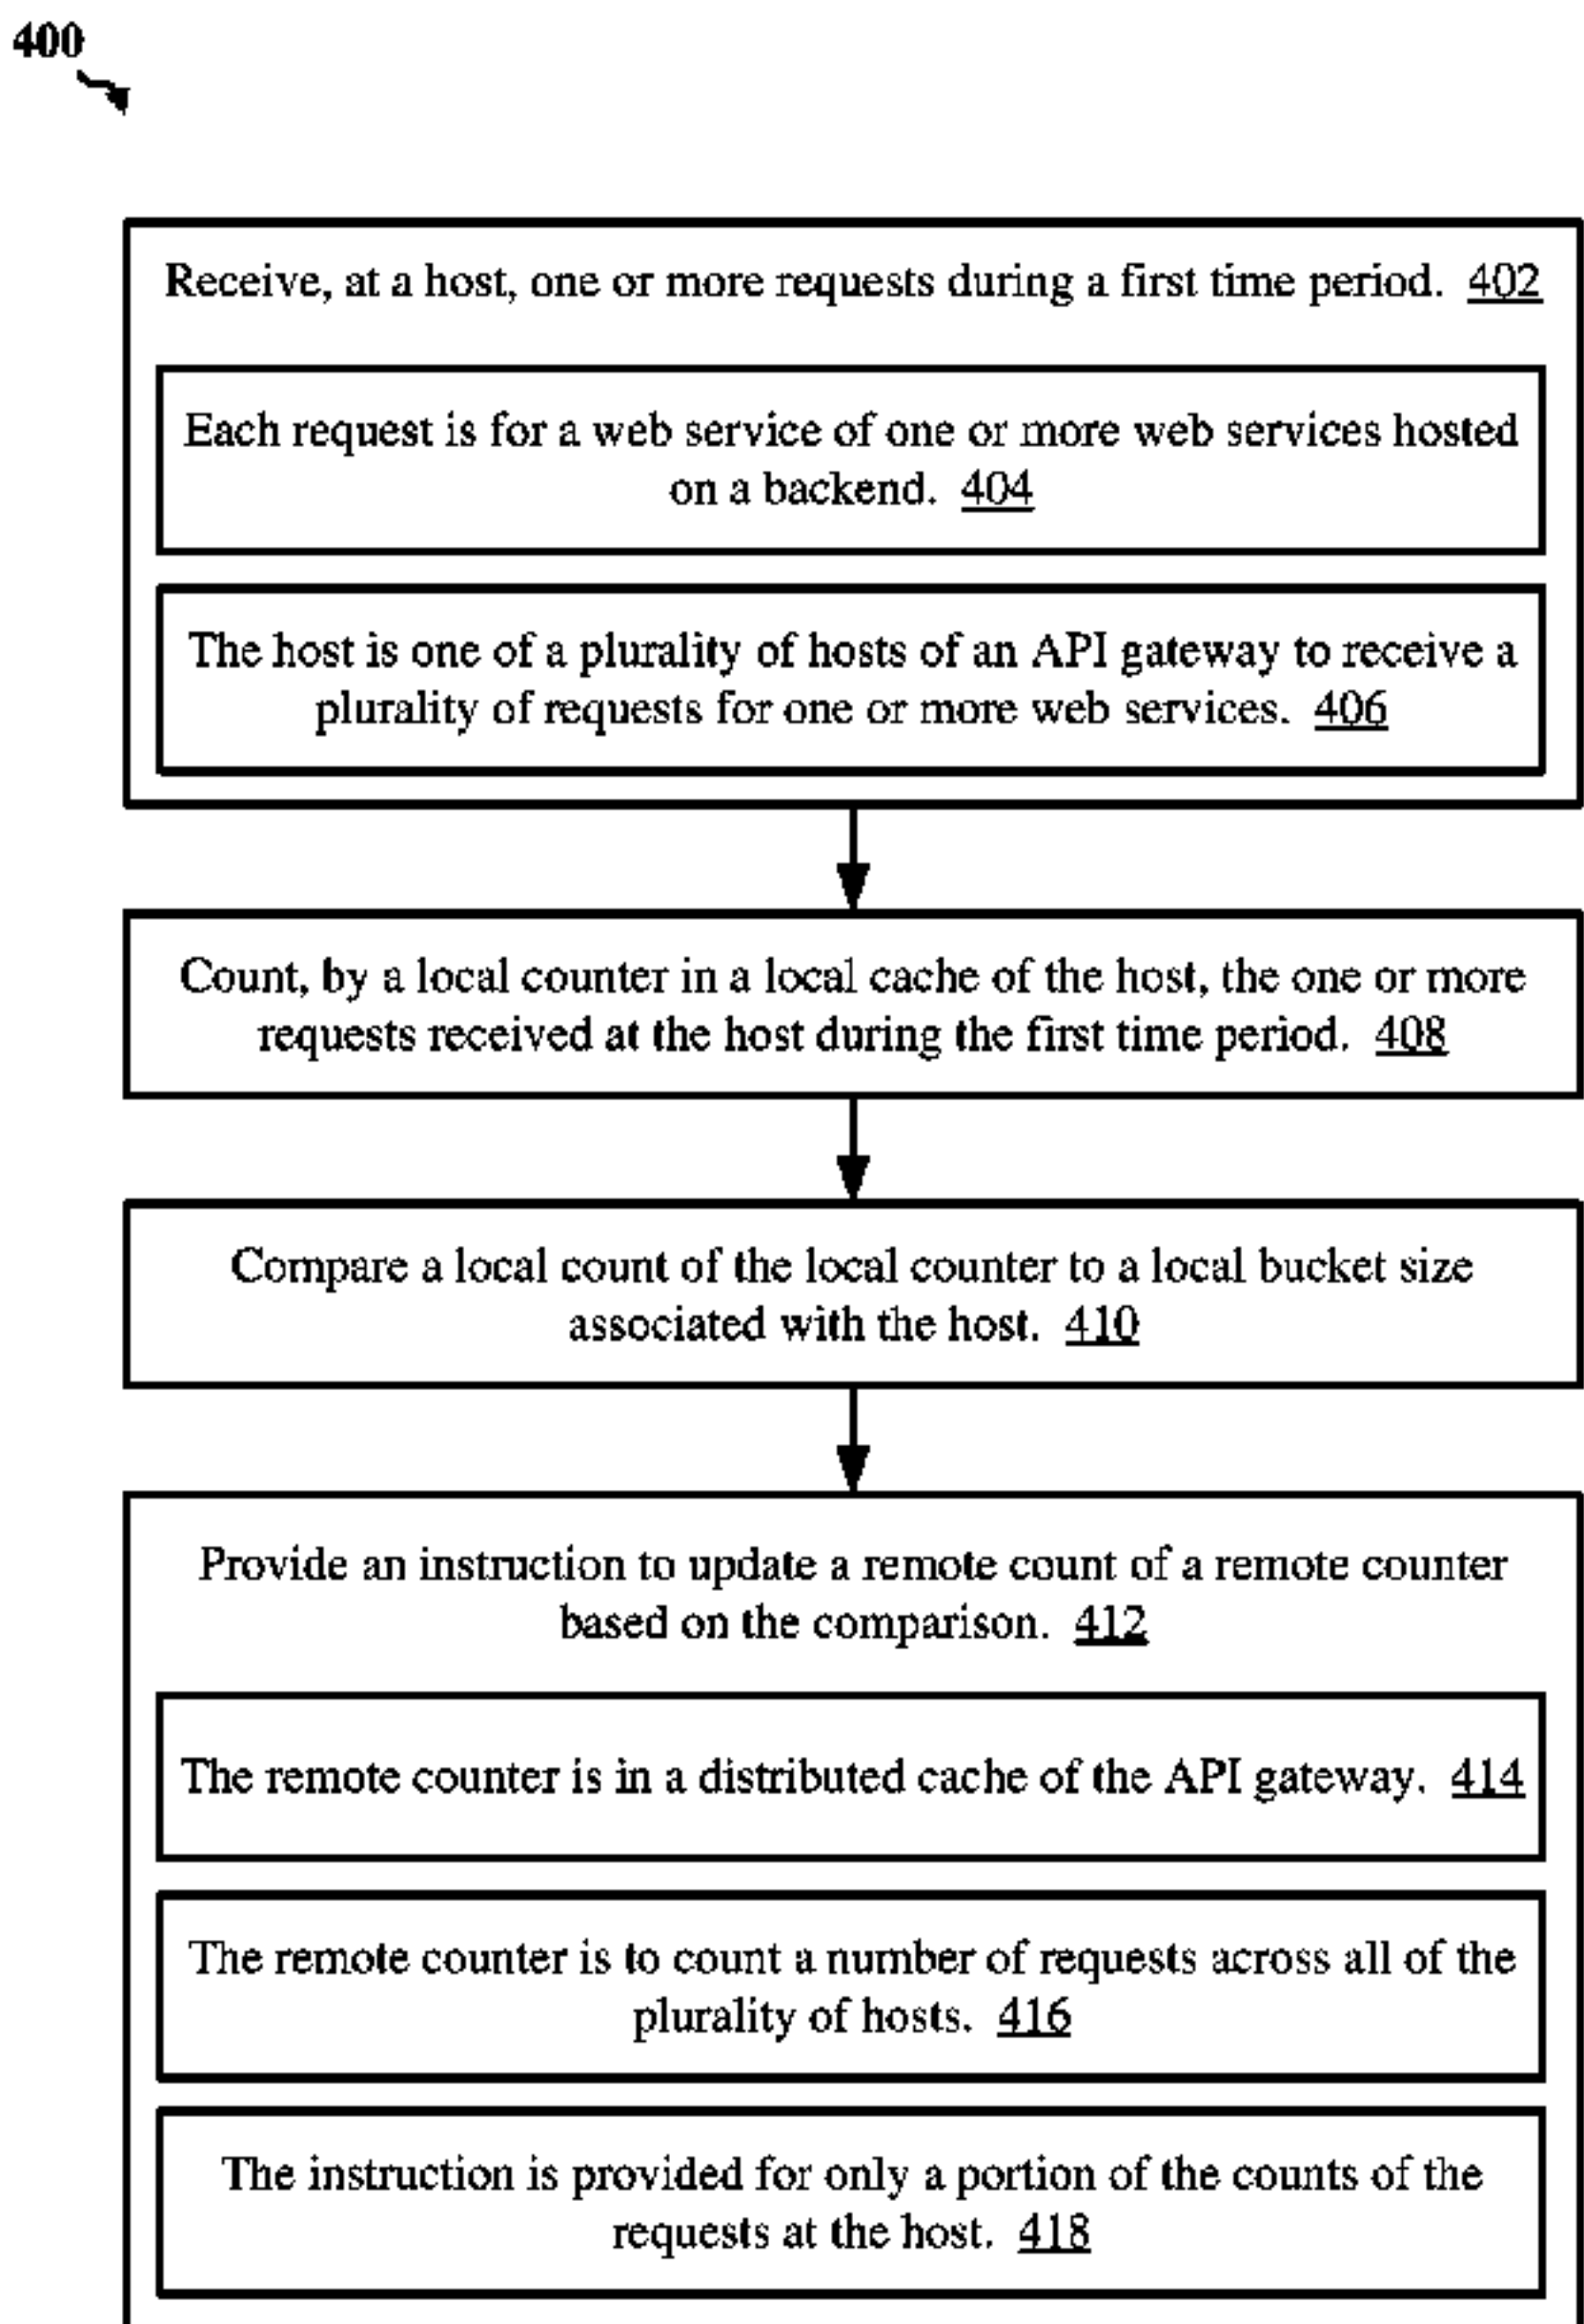 400
Receive, at a host, one or more requests during a first time period. 402
Each request is for a web service of one or more web services hosted
on a backend. 404
The host is one of a plurality of hosts of an API gateway to receive a
plurality of requests for one or more web services. 406
Count, by a local counter in a local cache of the host, the one or more
requests received at the host during the first time period. 408
Compare a local count of the local counter to a local bucket size
associated with the host. 410
Provide an instruction to update a remote count of a remote counter
based on the comparison. 412
The remote counter is in a distributed cache of the API gateway. 414
The remote counter is to count a number of requests across all of the
plurality of hosts. 416
The instruction is provided for only a portion of the counts of the
requests at the host. 418